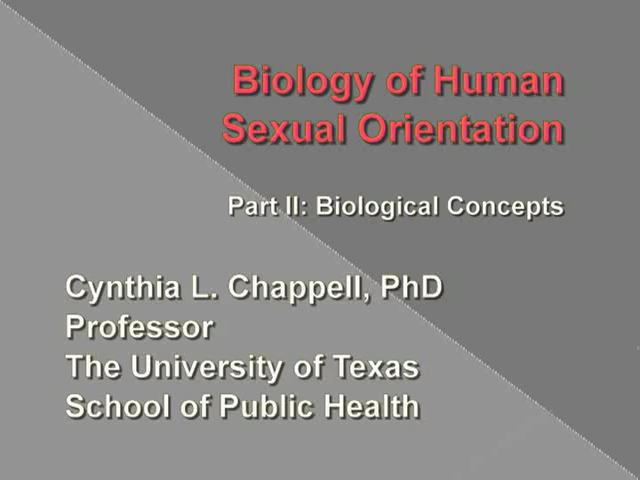 Biology of Human
Sexual Orientation
Part II: Biological Concepts
Cynthia L. Chappell, PhD
Professor
The University of Texas
School of Public Health